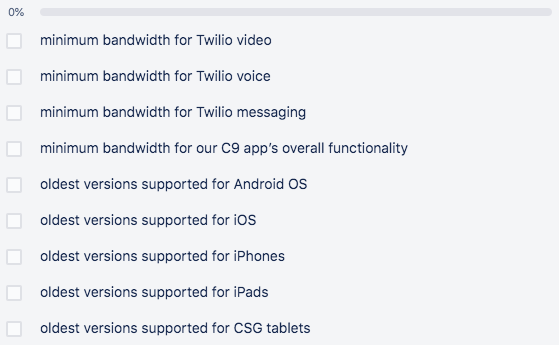 0%
minimum bandwidth for Twilio video
minimum bandwidth for Twilio voice
minimum bandwidth for Twilio messaging
minimum bandwidth for our C9 app’s overall functionality
oldest versions supported for Android OS
oldest versions supported for iOS
oldest versions supported for iPhones
oldest versions supported for iPads
oldest versions supported for CSG tablets